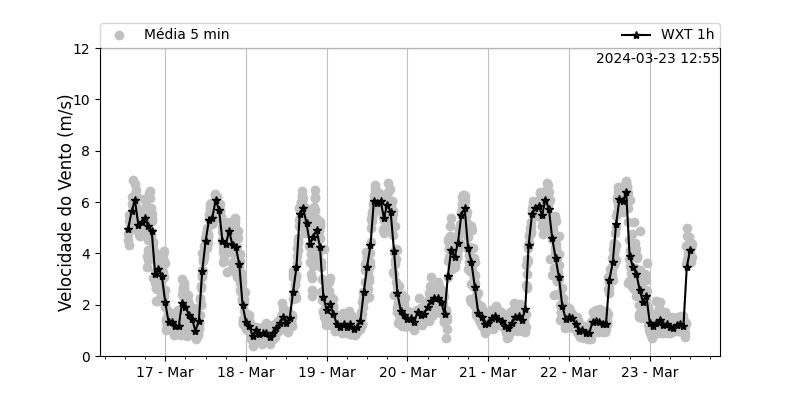 Média 5 min
WXT 1h
2024-03-23 12:55
Velocidade do Vento (m/s)
12
10
8
6
4
2
0
17 - Mar
18 - Mar
19 - Mar
20 - Mar
21 - Mar
22 - Mar
23 - Mar